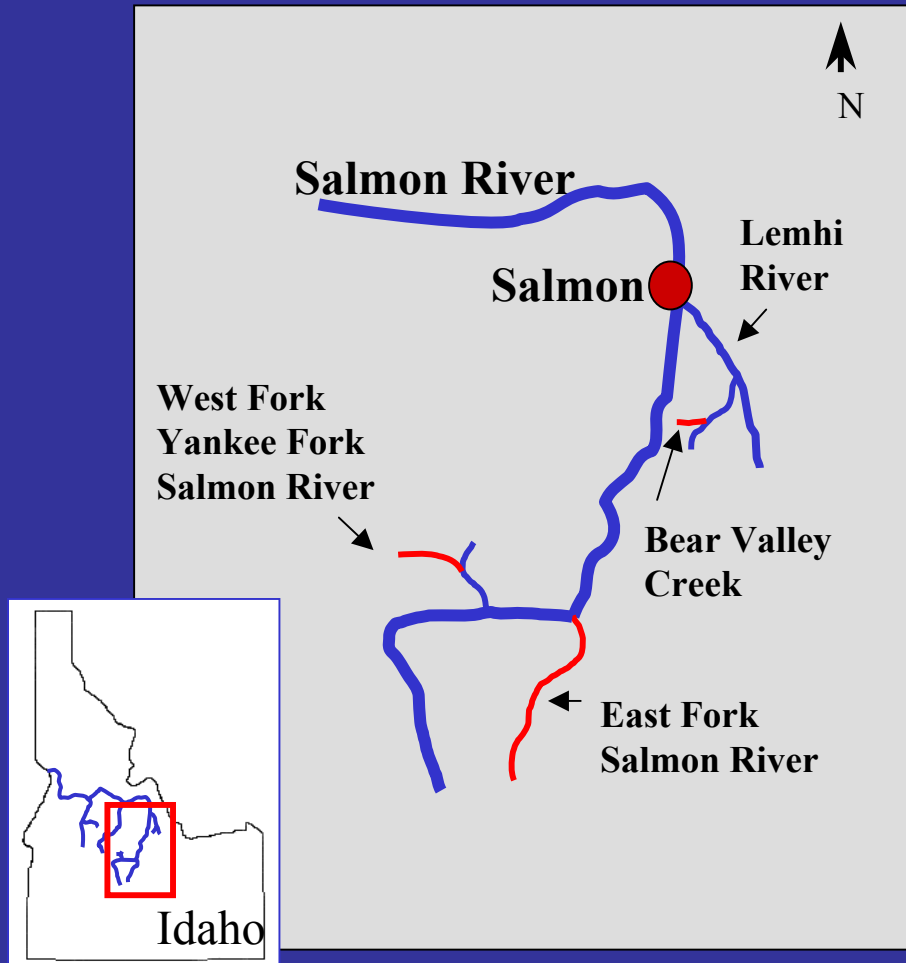 N
Salmon River
Lemhi
River
Salmon
West Fork
Yankee Fork
Salmon River
Bear Valley
Creek
East Fork
Salmon River
Idaho